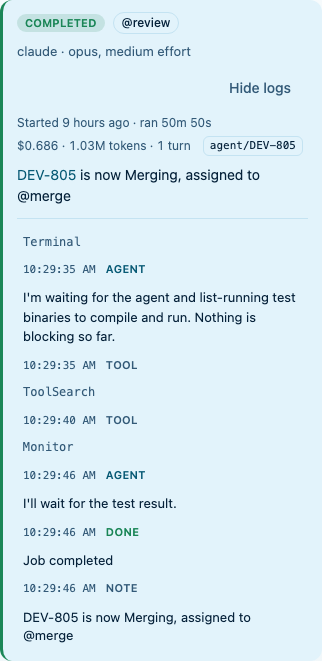 COMPLETED @review
claude · opus, medium effort
Hide logs
Started 9 hours ago · ran 50m 50s
$0.686 · 1.03M tokens · 1 turn agent/DEV-805
DEV-805 is now Merging, assigned to
@merge
Terminal
10:29:35 AM AGENT
I'm waiting for the agent and list-running test
binaries to compile and run. Nothing is
blocking so far.
10:29:35 AM TOOL
ToolSearch
10:29:40 AM TOOL
Monitor
10:29:46 AM AGENT
I'll wait for the test result.
10:29:46 AM DONE
Job completed
10:29:46 AM NOTE
DEV-805 is now Merging, assigned to
@merge